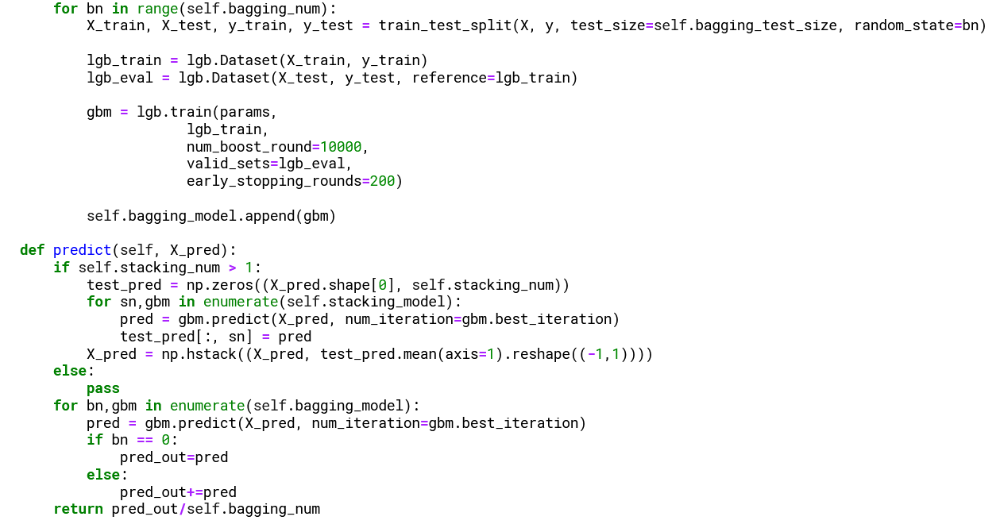 for bn in range(self.bagging_num):
        X_train, X_test, y_train, y_test = train_test_split(X, y, test_size=self.bagging_test_size, random_state=bn)

        lgb_train = lgb.Dataset(X_train, y_train)
        lgb_eval = lgb.Dataset(X_test, y_test, reference=lgb_train)

        gbm = lgb.train(params,
                    lgb_train,
                    num_boost_round=10000,
                    valid_sets=lgb_eval,
                    early_stopping_rounds=200)

        self.bagging_model.append(gbm)

def predict(self, X_pred):
    if self.stacking_num > 1:
        test_pred = np.zeros((X_pred.shape[0], self.stacking_num))
        for sn,gbm in enumerate(self.stacking_model):
            pred = gbm.predict(X_pred, num_iteration=gbm.best_iteration)
            test_pred[:, sn] = pred
        X_pred = np.hstack((X_pred, test_pred.mean(axis=1).reshape((-1,1))))
    else:
        pass
    for bn,gbm in enumerate(self.bagging_model):
        pred = gbm.predict(X_pred, num_iteration=gbm.best_iteration)
        if bn == 0:
            pred_out=pred
        else:
            pred_out+=pred
    return pred_out/self.bagging_num